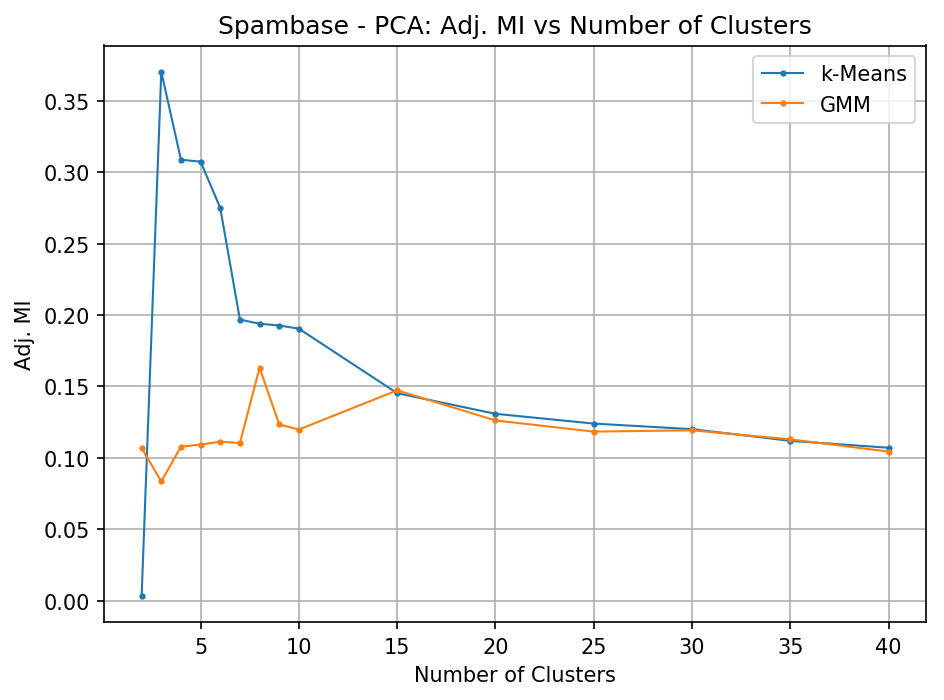 Spambase - PCA: Adj. MI vs Number of Clusters
k-Means
GMM
Adj. MI
0.35
0.30
0.25
0.20
0.15
0.10
0.05
0.00
5 10 15 20 25 30 35 40
Number of Clusters